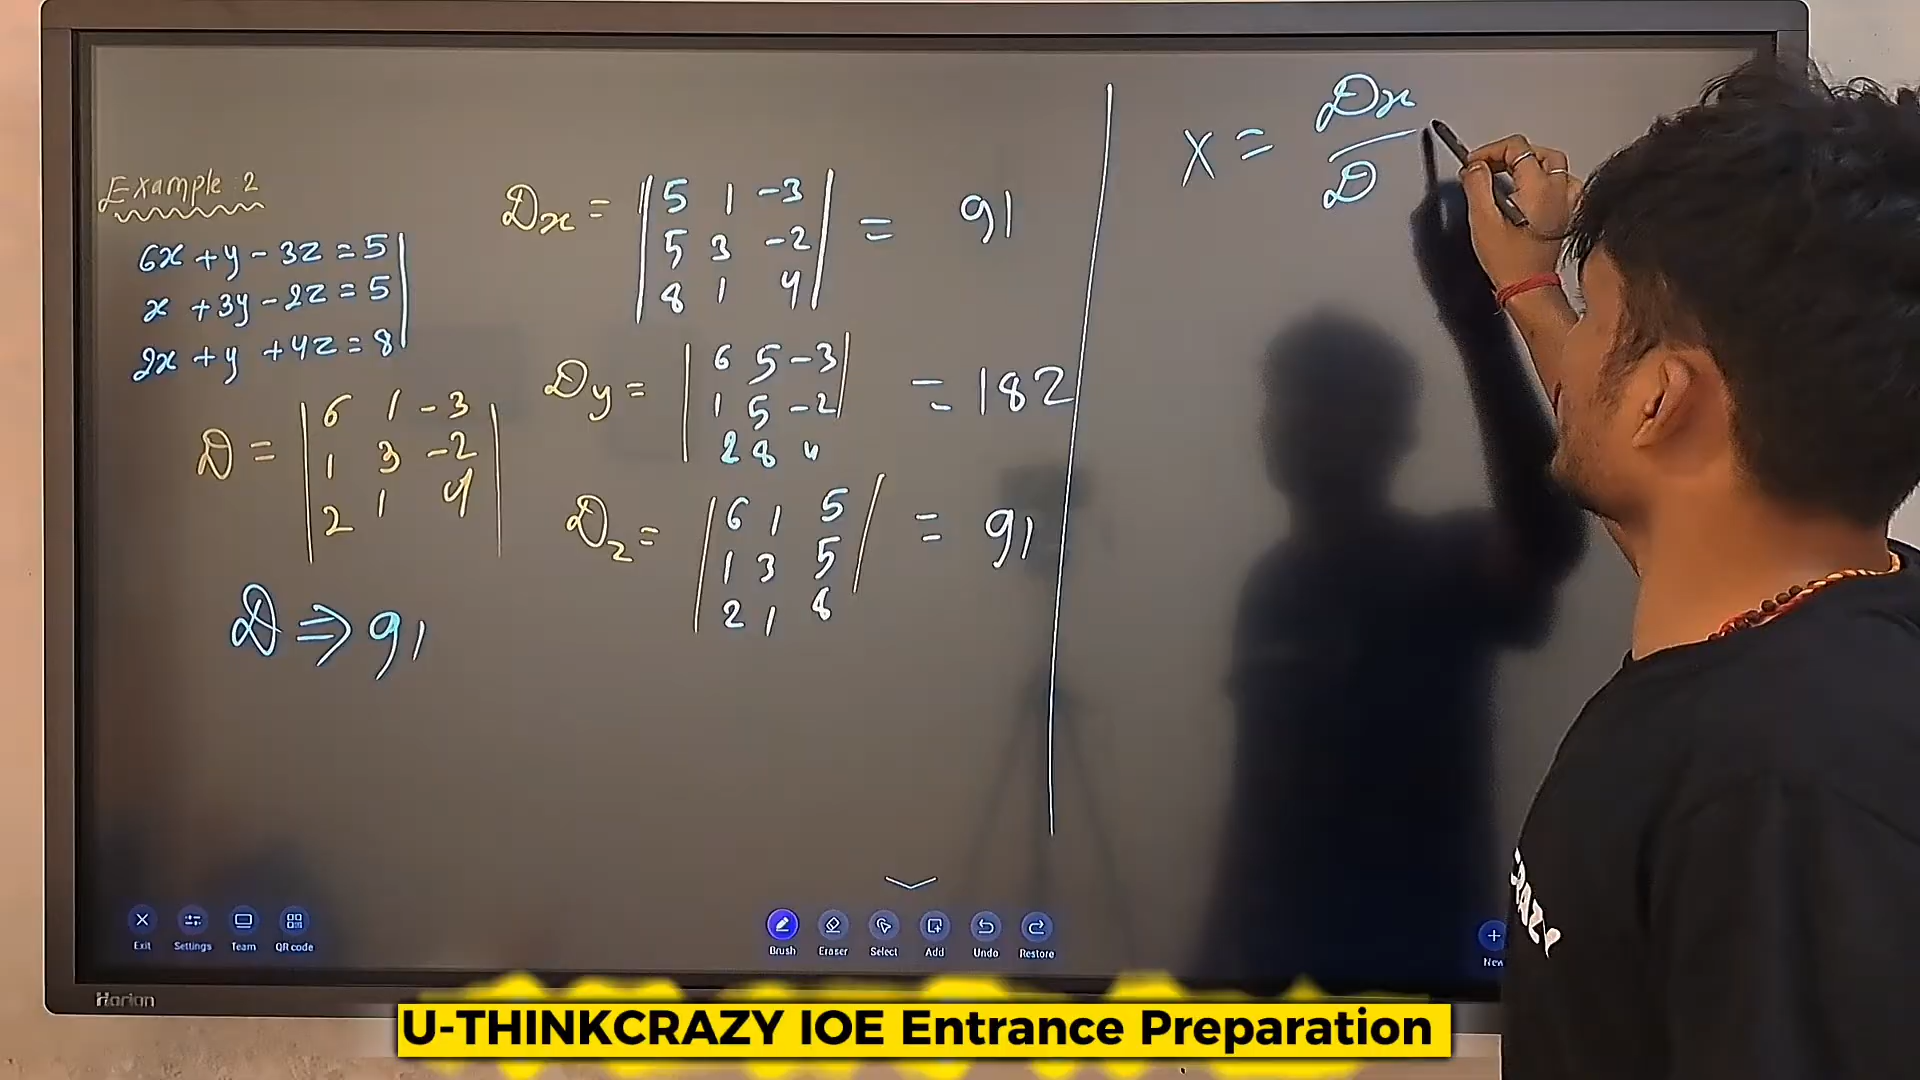 Example: 2
6x + y - 3z = 5
x + 3y - 2z = 5
2x + y + 4z = 8
D = | 6 1 -3 |
| 1 3 -2 |
| 2 1 4 |
D ⇒ 91
Dx = | 5 1 -3 | = 91
| 5 3 -2 |
| 8 1 4 |
Dy = | 6 5 -3 | = 182
| 1 5 -2 |
| 2 8 4 |
Dz = | 6 1 5 | = 91
| 1 3 5 |
| 2 1 8 |
x = Dx / D
Exit Settings Team QR code
Brush Eraser Select Add Undo Restore
New
Horion
CRAZY
U-THINKCRAZY IOE Entrance Preparation